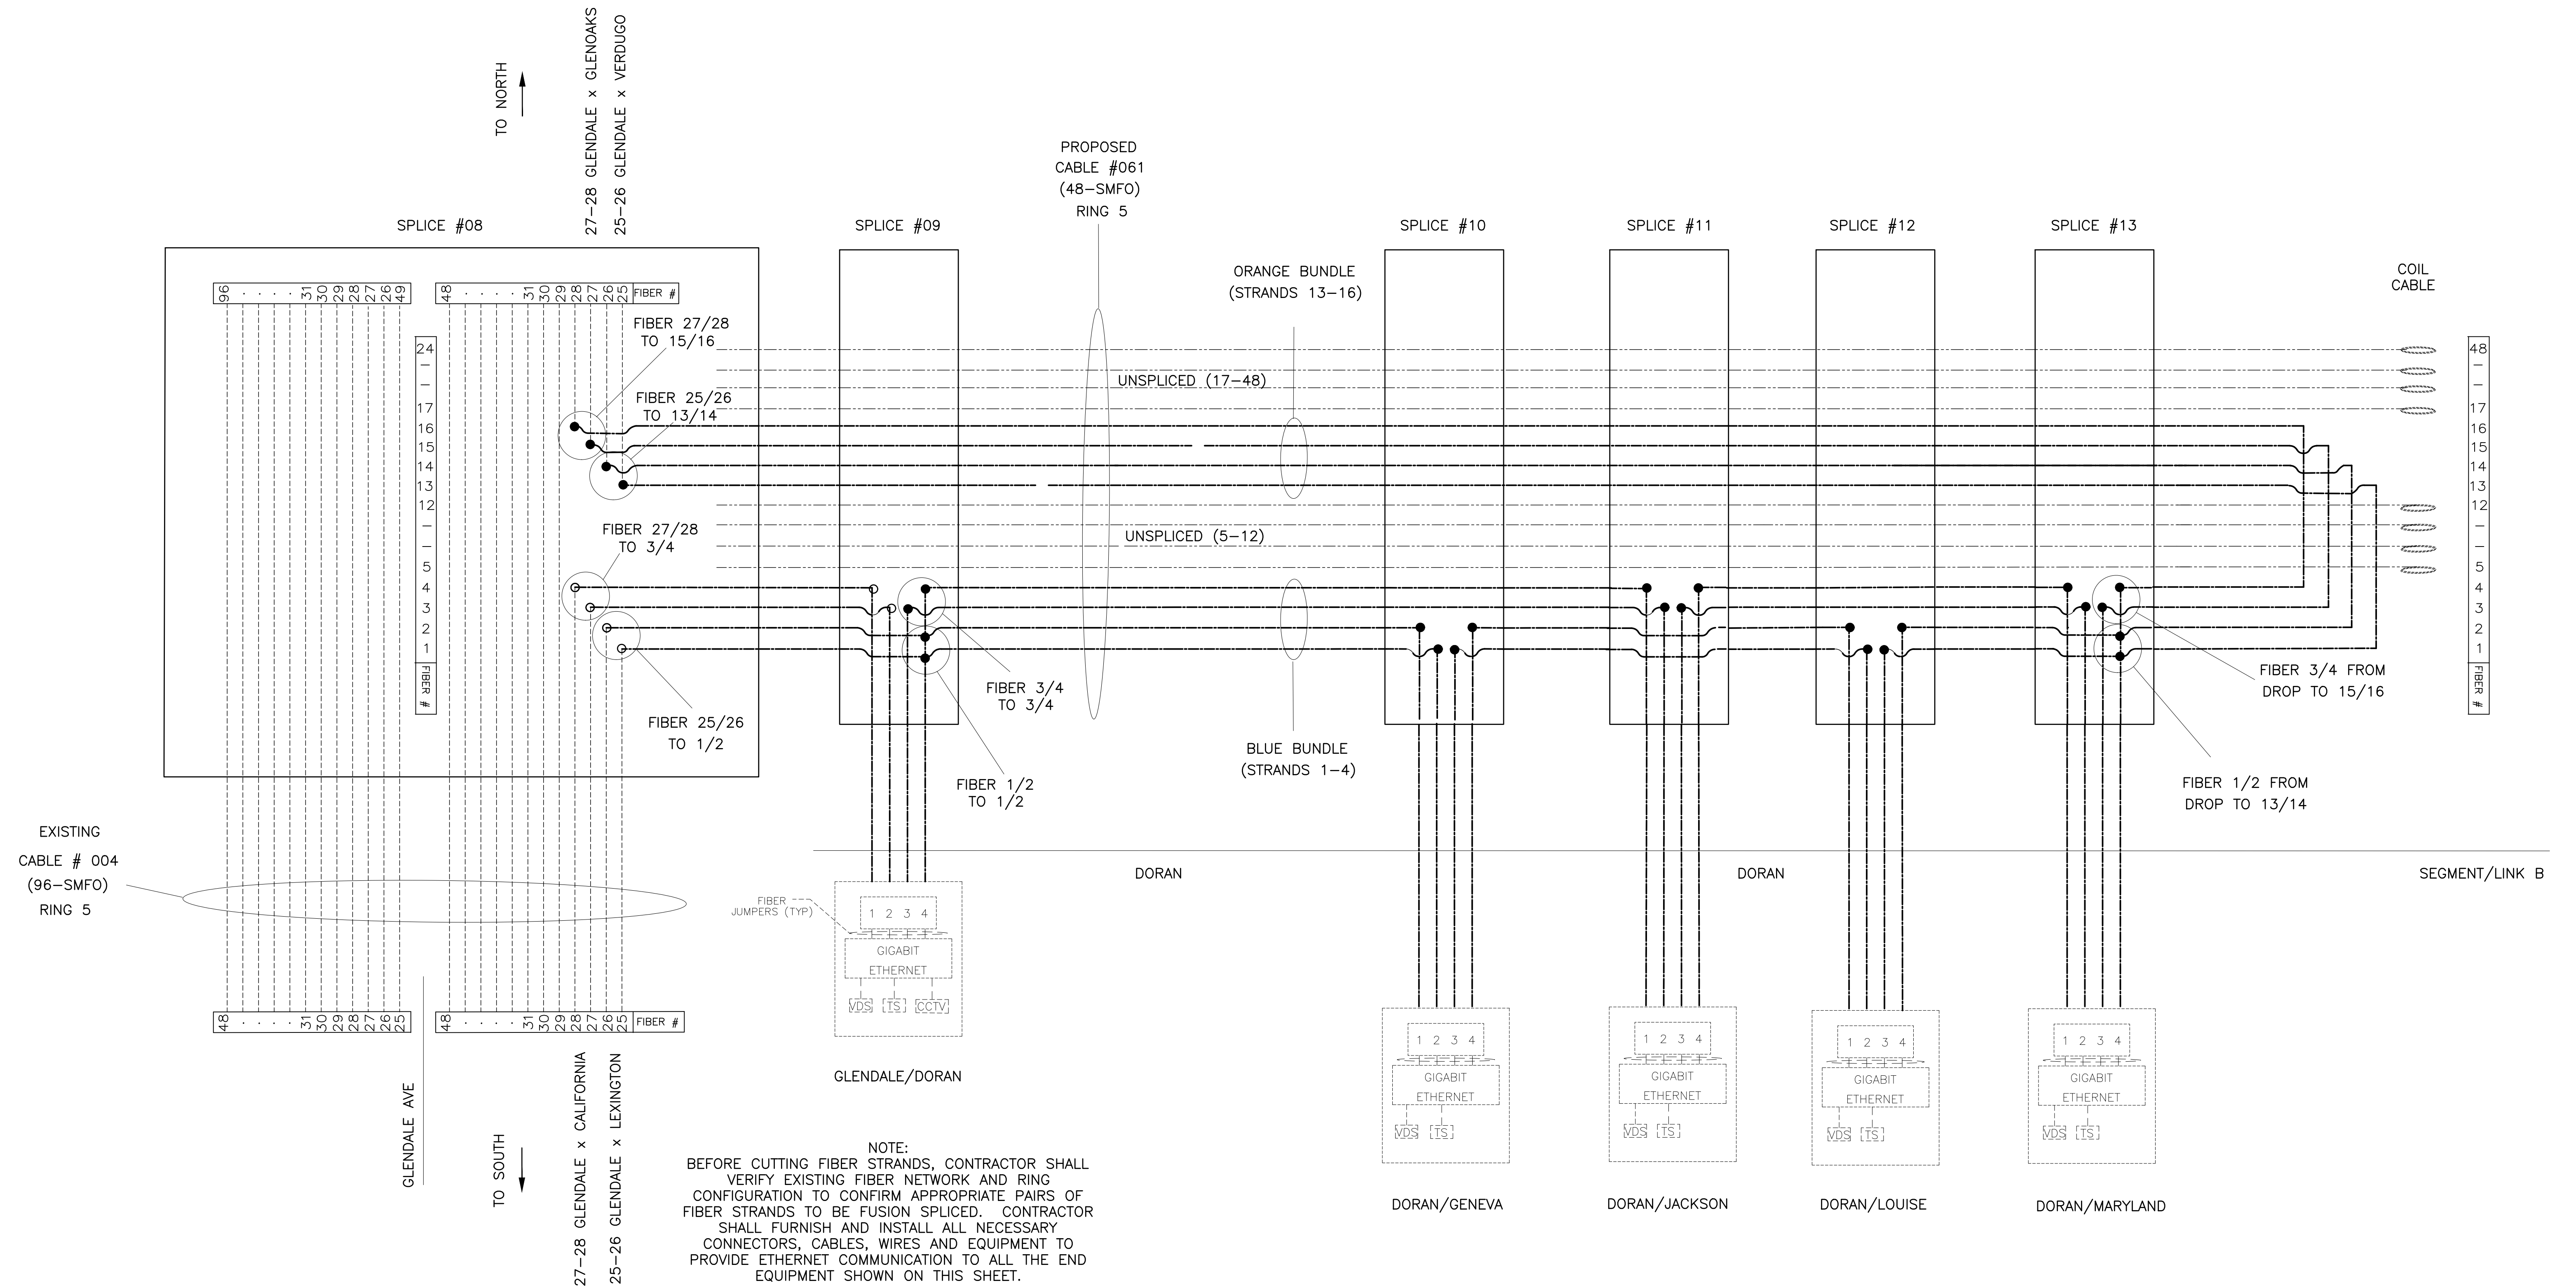 TO NORTH
27-28 GLENDALE x GLENOAKS
25-26 GLENDALE x VERDUGO
PROPOSED
CABLE #061
(48-SMFO)
RING 5
SPLICE #08
SPLICE #09
SPLICE #10
SPLICE #11
SPLICE #12
SPLICE #13
ORANGE BUNDLE
(STRANDS 13-16)
COIL
CABLE
96 . . . . 31 30 29 28 27 26 49
48 . . . . 31 30 29 28 27 26 25 FIBER #
FIBER 27/28
TO 15/16
FIBER 25/26
TO 13/14
24
-
-
17
16
15
14
13
12
-
-
5
4
3
2
1
FIBER #
UNSPLICED (17-48)
UNSPLICED (5-12)
48
-
-
17
16
15
14
13
12
-
-
5
4
3
2
1
FIBER #
FIBER 27/28
TO 3/4
FIBER 25/26
TO 1/2
FIBER 3/4
TO 3/4
FIBER 1/2
TO 1/2
BLUE BUNDLE
(STRANDS 1-4)
FIBER 3/4 FROM
DROP TO 15/16
FIBER 1/2 FROM
DROP TO 13/14
EXISTING
CABLE # 004
(96-SMFO)
RING 5
DORAN
DORAN
SEGMENT/LINK B
FIBER
JUMPERS (TYP)
1 2 3 4
GIGABIT
ETHERNET
VDS TS CCTV
GLENDALE/DORAN
48 . . . . 31 30 29 28 27 26 25
48 . . . . 31 30 29 28 27 26 25 FIBER #
GLENDALE AVE
TO SOUTH
27-28 GLENDALE x CALIFORNIA
25-26 GLENDALE x LEXINGTON
1 2 3 4
GIGABIT
ETHERNET
VDS TS
DORAN/GENEVA
1 2 3 4
GIGABIT
ETHERNET
VDS TS
DORAN/JACKSON
1 2 3 4
GIGABIT
ETHERNET
VDS TS
DORAN/LOUISE
1 2 3 4
GIGABIT
ETHERNET
VDS TS
DORAN/MARYLAND
NOTE:
BEFORE CUTTING FIBER STRANDS, CONTRACTOR SHALL
VERIFY EXISTING FIBER NETWORK AND RING
CONFIGURATION TO CONFIRM APPROPRIATE PAIRS OF
FIBER STRANDS TO BE FUSION SPLICED. CONTRACTOR
SHALL FURNISH AND INSTALL ALL NECESSARY
CONNECTORS, CABLES, WIRES AND EQUIPMENT TO
PROVIDE ETHERNET COMMUNICATION TO ALL THE END
EQUIPMENT SHOWN ON THIS SHEET.